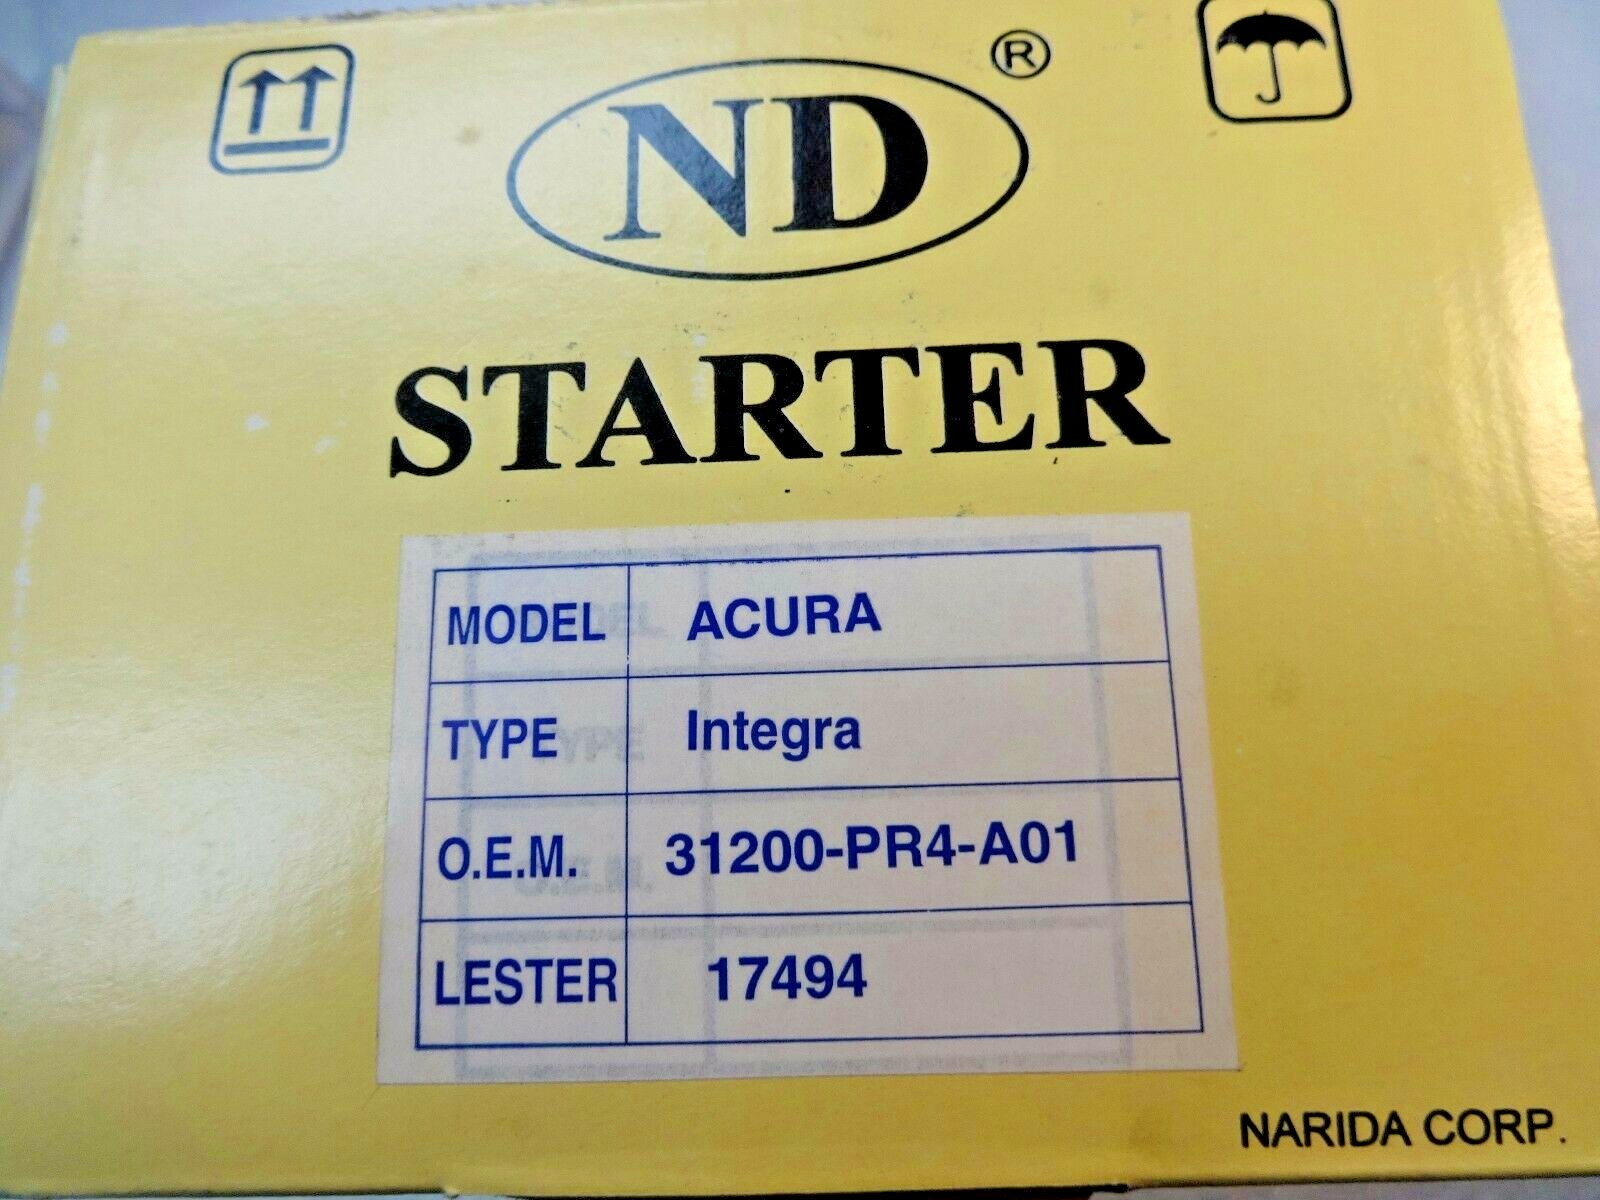 ND ®
STARTER
MODEL ACURA
TYPE Integra
O.E.M. 31200-PR4-A01
LESTER 17494
NARIDA CORP.